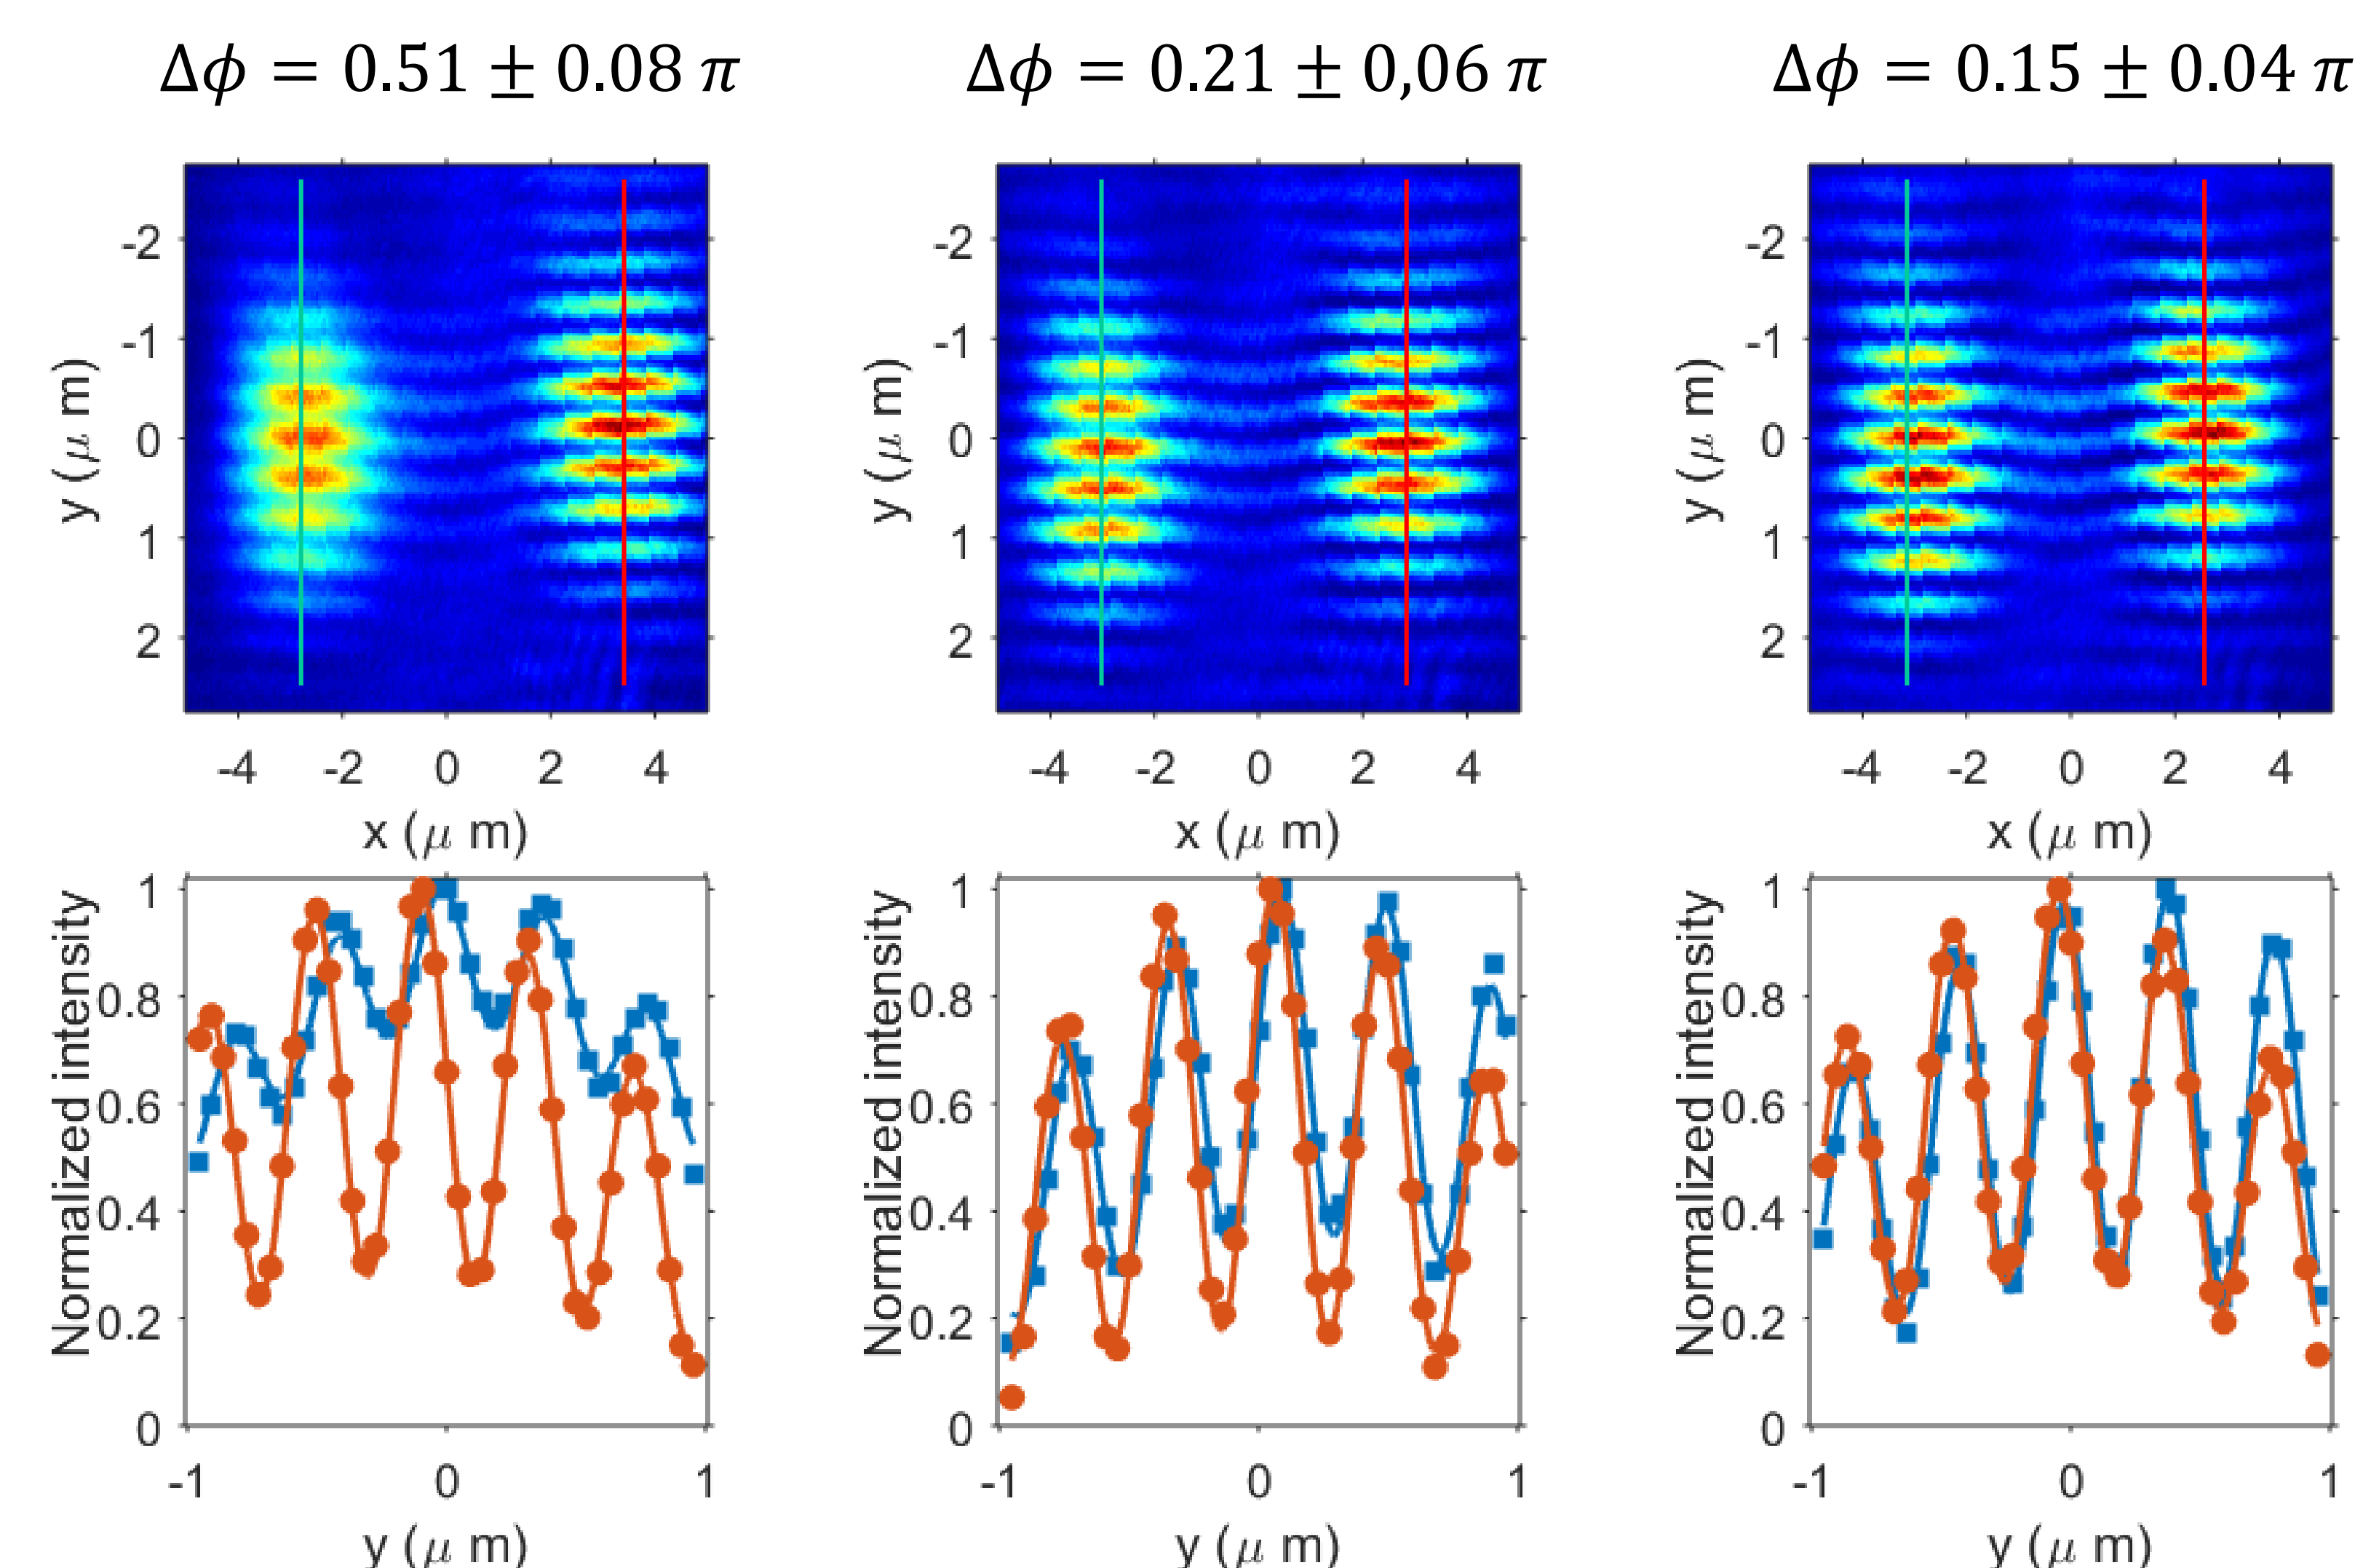 Δϕ = 0.51 ± 0.08 π
Δϕ = 0.21 ± 0,06 π
Δϕ = 0.15 ± 0.04 π
y (μ m)
-2
-1
0
1
2
-4 -2 0 2 4
x (μ m)
y (μ m)
-2
-1
0
1
2
-4 -2 0 2 4
x (μ m)
y (μ m)
-2
-1
0
1
2
-4 -2 0 2 4
x (μ m)
Normalized intensity
1
0.8
0.6
0.4
0.2
0
-1 0 1
y (μ m)
Normalized intensity
1
0.8
0.6
0.4
0.2
0
-1 0 1
y (μ m)
Normalized intensity
1
0.8
0.6
0.4
0.2
0
-1 0 1
y (μ m)